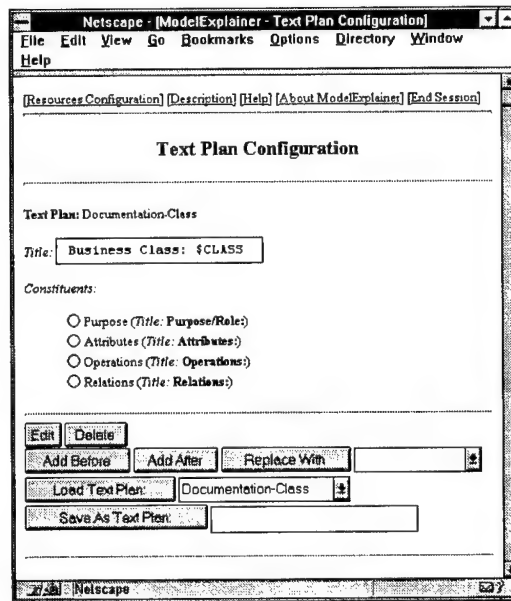 Netscape - [ModelExplainer - Text Plan Configuration]
File Edit View Go Bookmarks Options Directory Window
Help
[Resources Configuration] [Description] [Help] [About ModelExplainer] [End Session]
Text Plan Configuration
Text Plan: Documentation-Class
Title: Business Class: $CLASS
Constituents:
Purpose (Title: Purpose/Role:)
Attributes (Title: Attributes:)
Operations (Title: Operations:)
Relations (Title: Relations:)
Edit Delete
Add Before Add After Replace With
Load Text Plan: Documentation-Class
Save As Text Plan:
Netscape